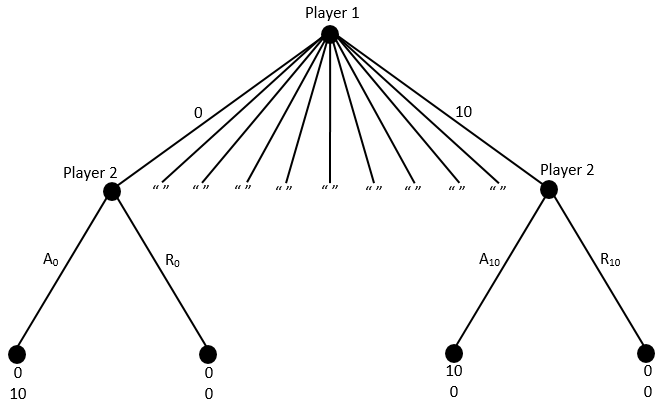 Player 1
0
10
Player 2
“ ” “ ” “ ” “ ” “ ” “ ” “ ” “ ” “ ”
Player 2
A₀
R₀
A₁₀
R₁₀
0
10
0
0
10
0
0
0